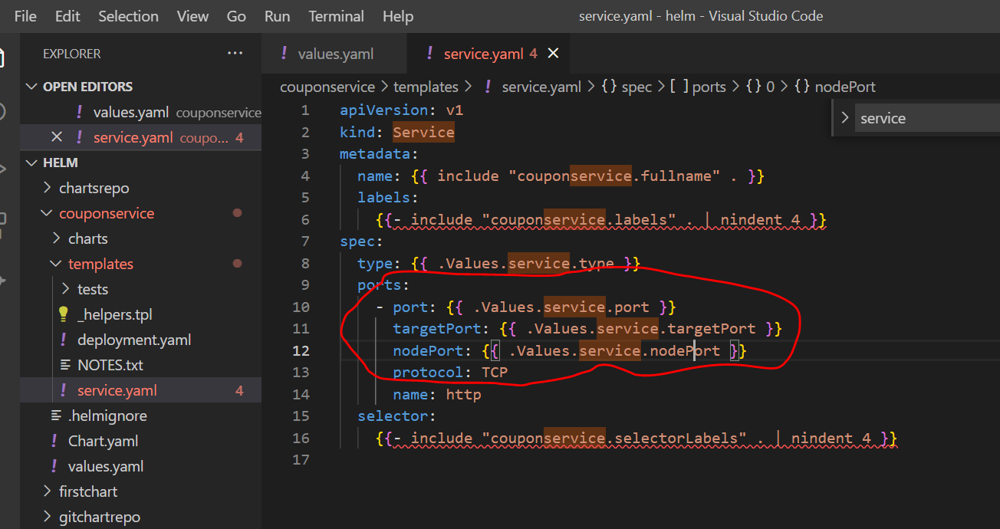 File Edit Selection View Go Run Terminal Help service.yaml - helm - Visual Studio Code
EXPLORER ···
! values.yaml ! service.yaml 4 ×
OPEN EDITORS
! values.yaml couponservice
× ! service.yaml coupo... 4
HELM
chartsrepo
couponservice
charts
templates
tests
_helpers.tpl
! deployment.yaml
NOTES.txt
! service.yaml 4
.helmignore
! Chart.yaml
! values.yaml
firstchart
gitchartrepo
couponservice > templates > ! service.yaml > {} spec > [ ] ports > {} 0 > {} nodePort
service
1 apiVersion: v1
2 kind: Service
3 metadata:
4 name: {{ include "couponservice.fullname" . }}
5 labels:
6 {{- include "couponservice.labels" . | nindent 4 }}
7 spec:
8 type: {{ .Values.service.type }}
9 ports:
10 - port: {{ .Values.service.port }}
11 targetPort: {{ .Values.service.targetPort }}
12 nodePort: {{ .Values.service.nodePort }}
13 protocol: TCP
14 name: http
15 selector:
16 {{- include "couponservice.selectorLabels" . | nindent 4 }}
17